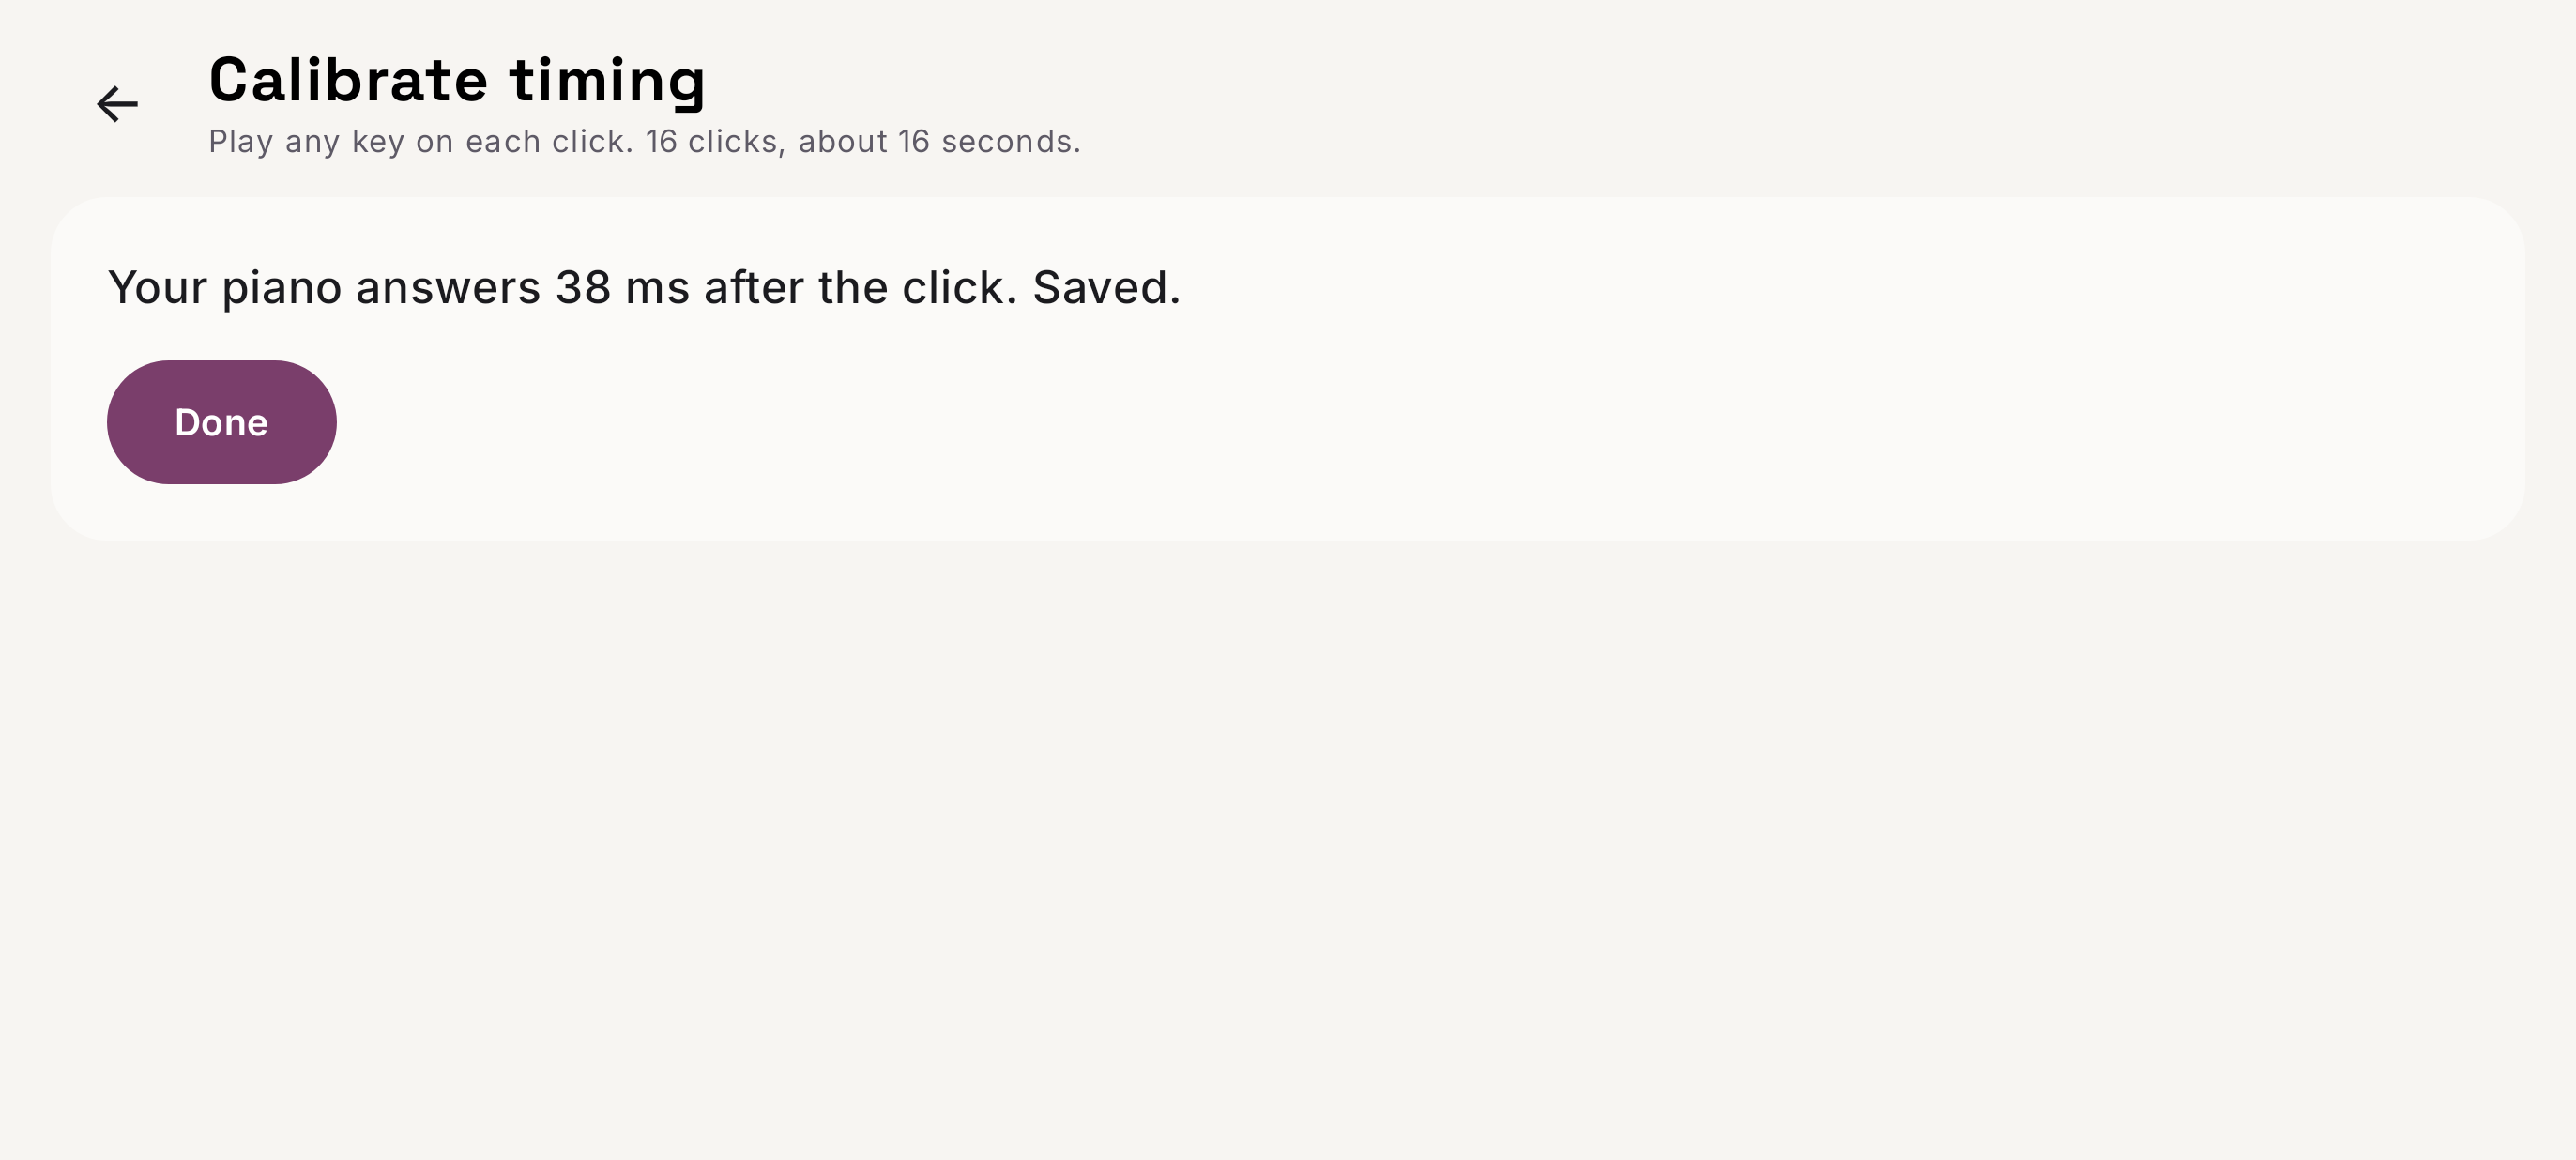 Calibrate timing
Play any key on each click. 16 clicks, about 16 seconds.
Your piano answers 38 ms after the click. Saved.
Done